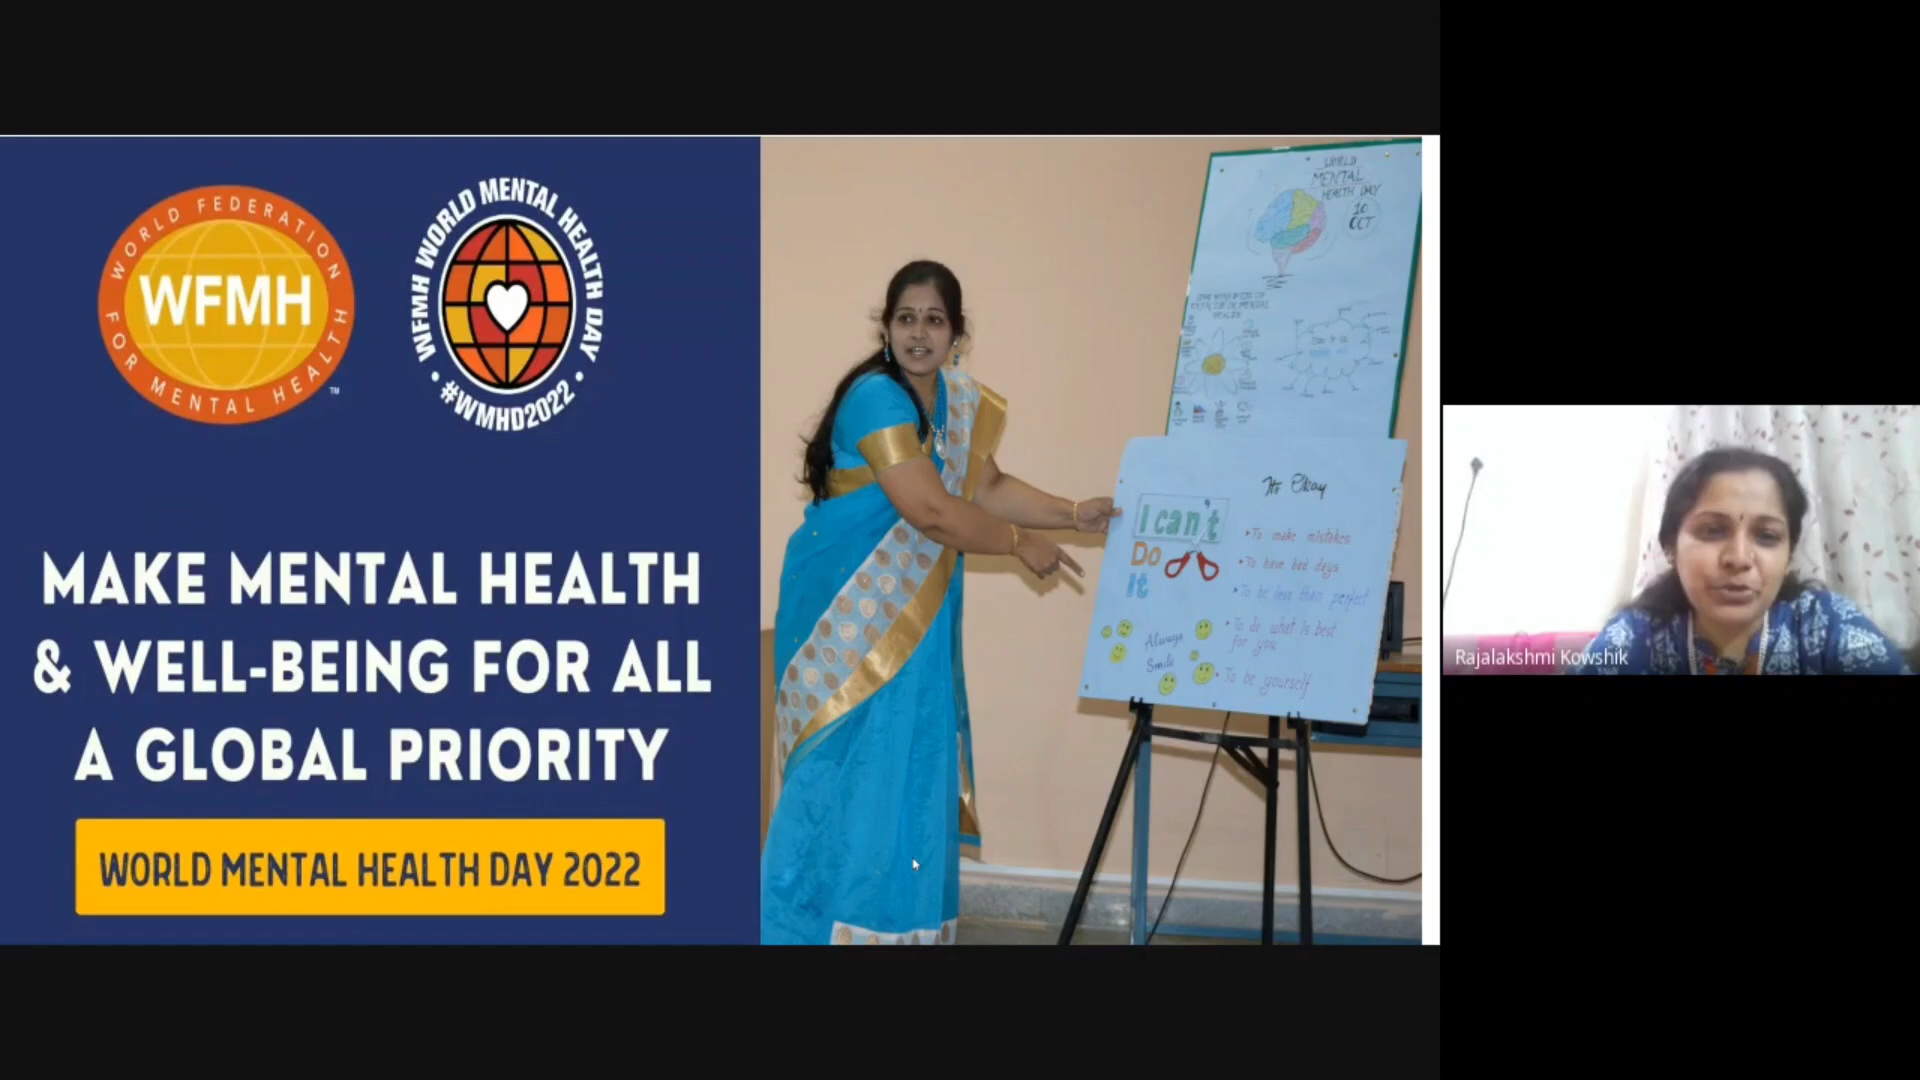 WORLD FEDERATION
WFMH
FOR MENTAL HEALTH
TM
WFMH WORLD MENTAL HEALTH DAY
• #WMHD2022 •
MAKE MENTAL HEALTH
& WELL-BEING FOR ALL
A GLOBAL PRIORITY
WORLD MENTAL HEALTH DAY 2022
WORLD
MENTAL
HEALTH DAY
10
OCT
Its Okay
I can't
Do
It
• To make mistakes
• To have bad days
• To be less then perfect
• To do what is best
for you
• To be yourself
Always
Smile
Rajalakshmi Kowshik